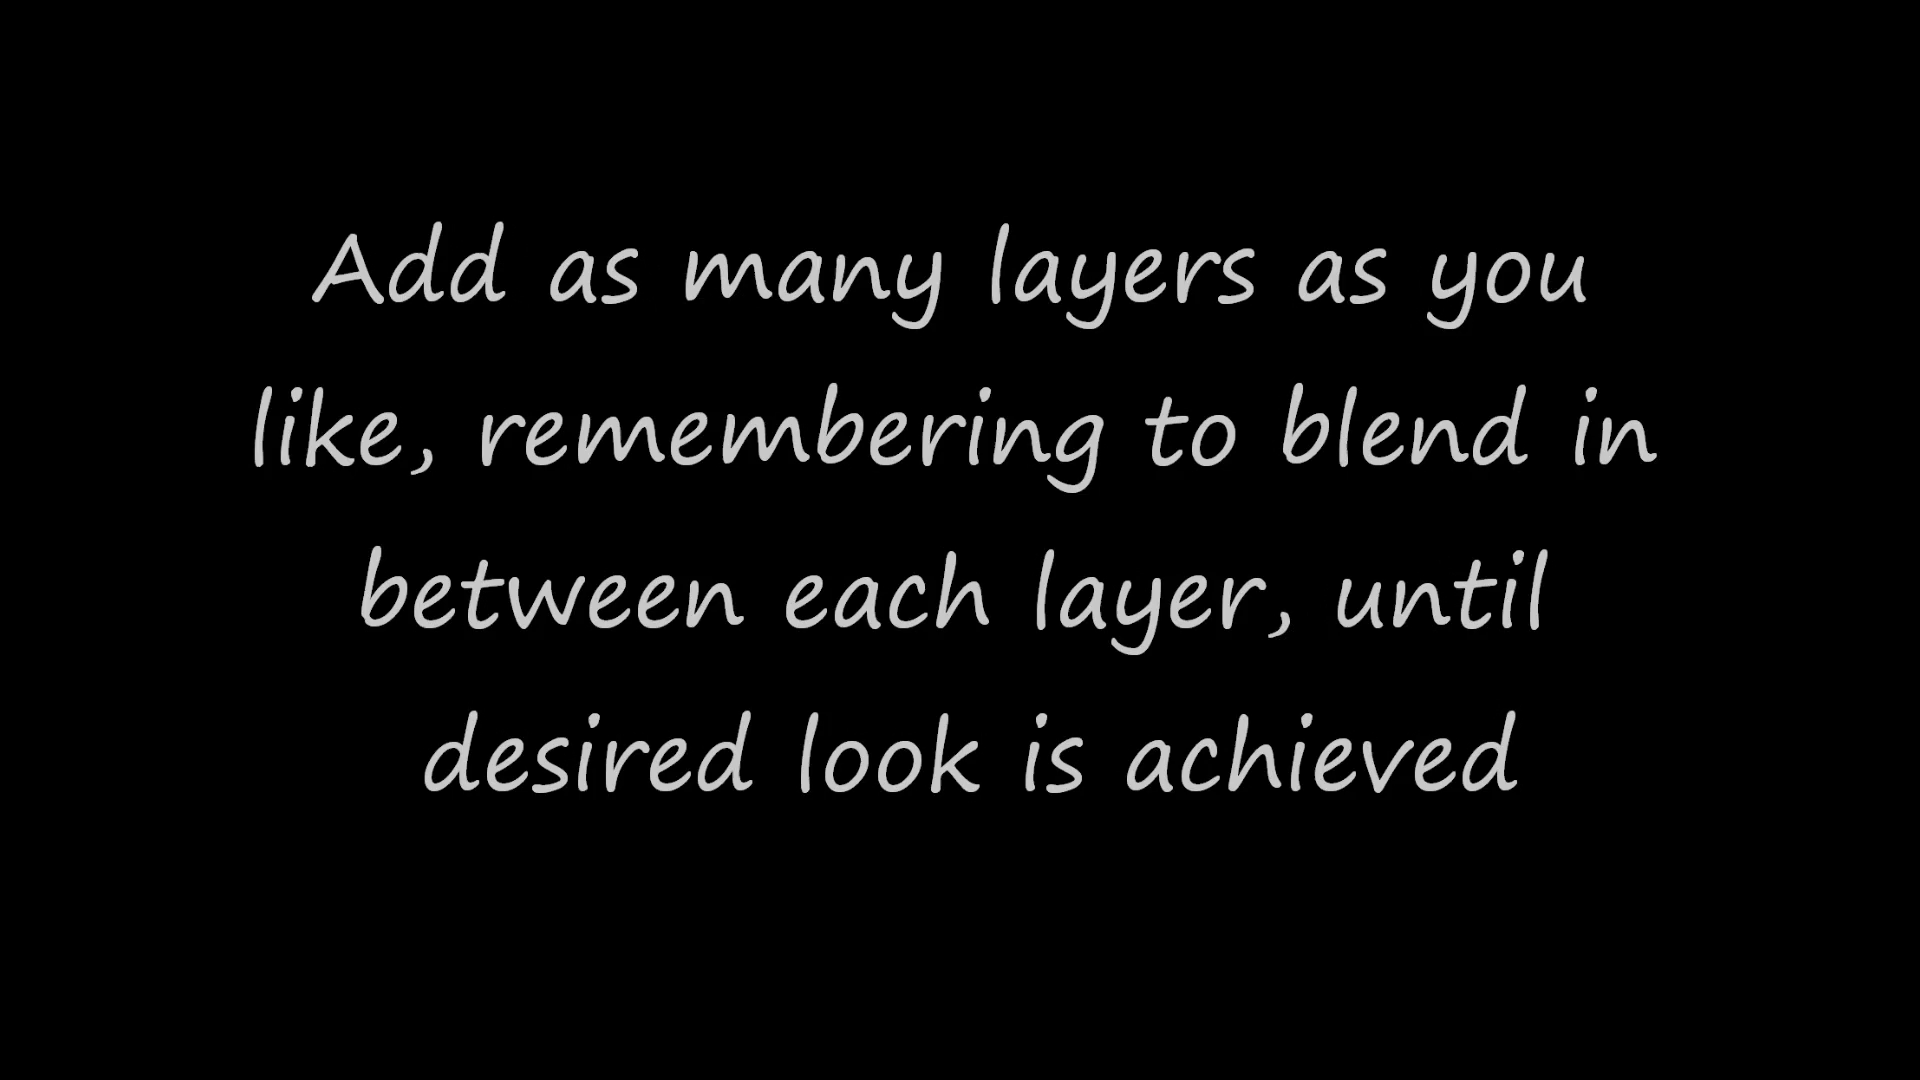 Add as many layers as you
like, remembering to blend in
between each layer, until
desired look is achieved